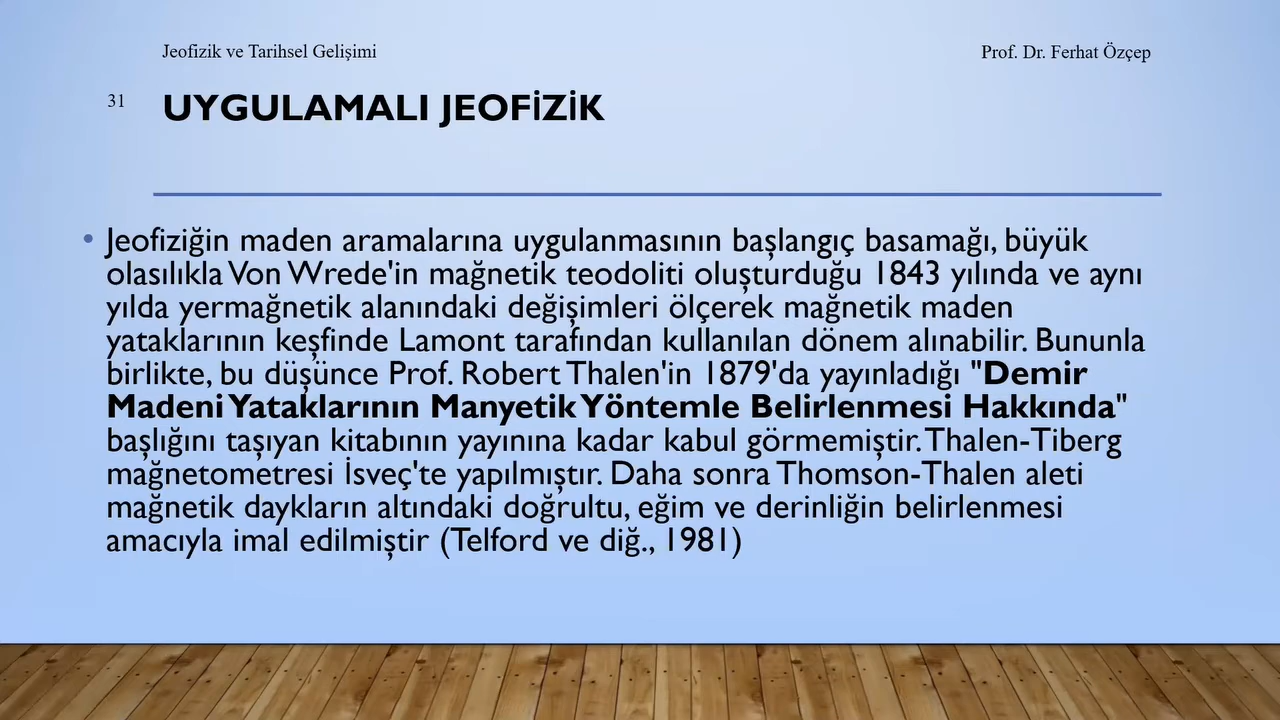 Jeofizik ve Tarihsel Gelişimi
Prof. Dr. Ferhat Özçep
31
UYGULAMALI JEOFİZİK
• Jeofiziğin maden aramalarına uygulanmasının başlangıç basamağı, büyük
olasılıkla Von Wrede'in mağnetik teodoliti oluşturduğu 1843 yılında ve aynı
yılda yermağnetik alanındaki değişimleri ölçerek mağnetik maden
yataklarının keşfinde Lamont tarafından kullanılan dönem alınabilir. Bununla
birlikte, bu düşünce Prof. Robert Thalen'in 1879'da yayınladığı "Demir
Madeni Yataklarının Manyetik Yöntemle Belirlenmesi Hakkında"
başlığını taşıyan kitabının yayınına kadar kabul görmemiştir. Thalen-Tiberg
mağnetometresi İsveç'te yapılmıştır. Daha sonra Thomson-Thalen aleti
mağnetik daykların altındaki doğrultu, eğim ve derinliğin belirlenmesi
amacıyla imal edilmiştir (Telford ve diğ., 1981)